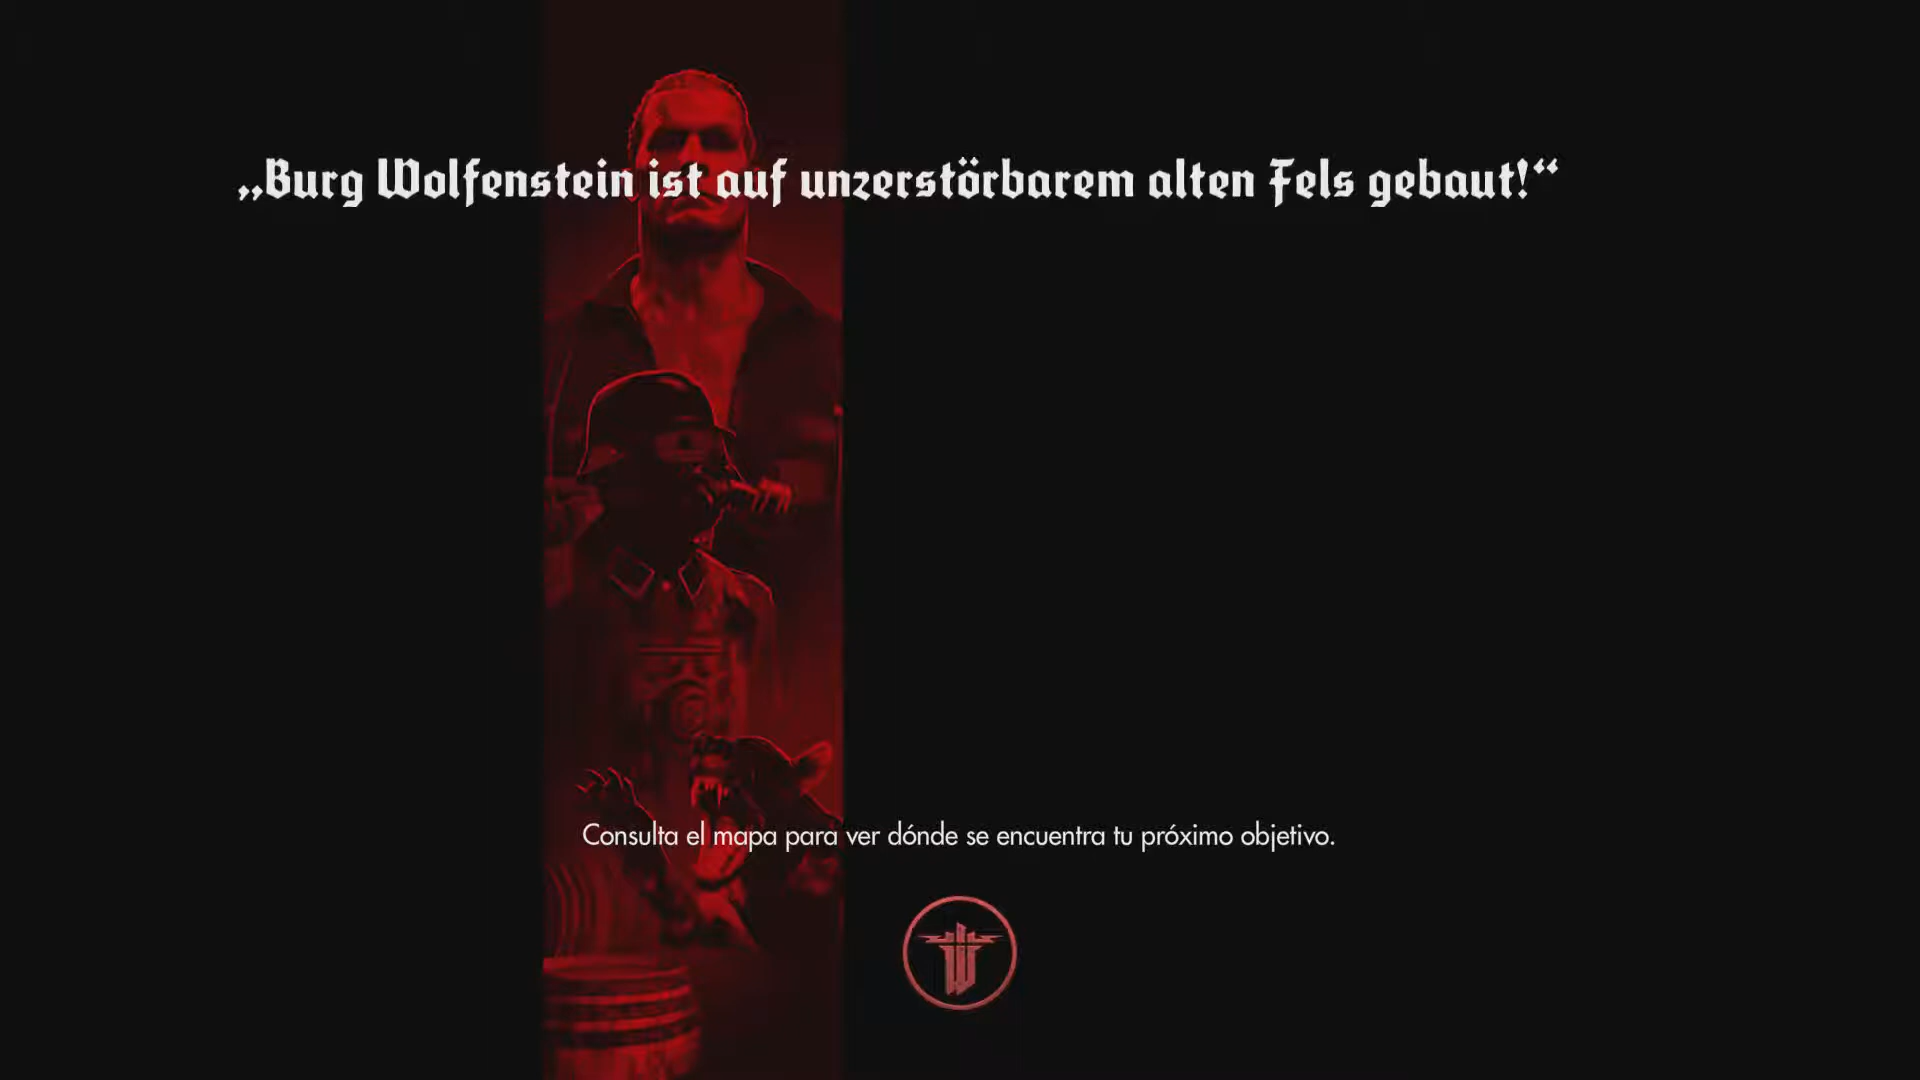 „Burg Wolfenstein ist auf unzerstörbarem alten Fels gebaut!“
Consulta el mapa para ver dónde se encuentra tu próximo objetivo.